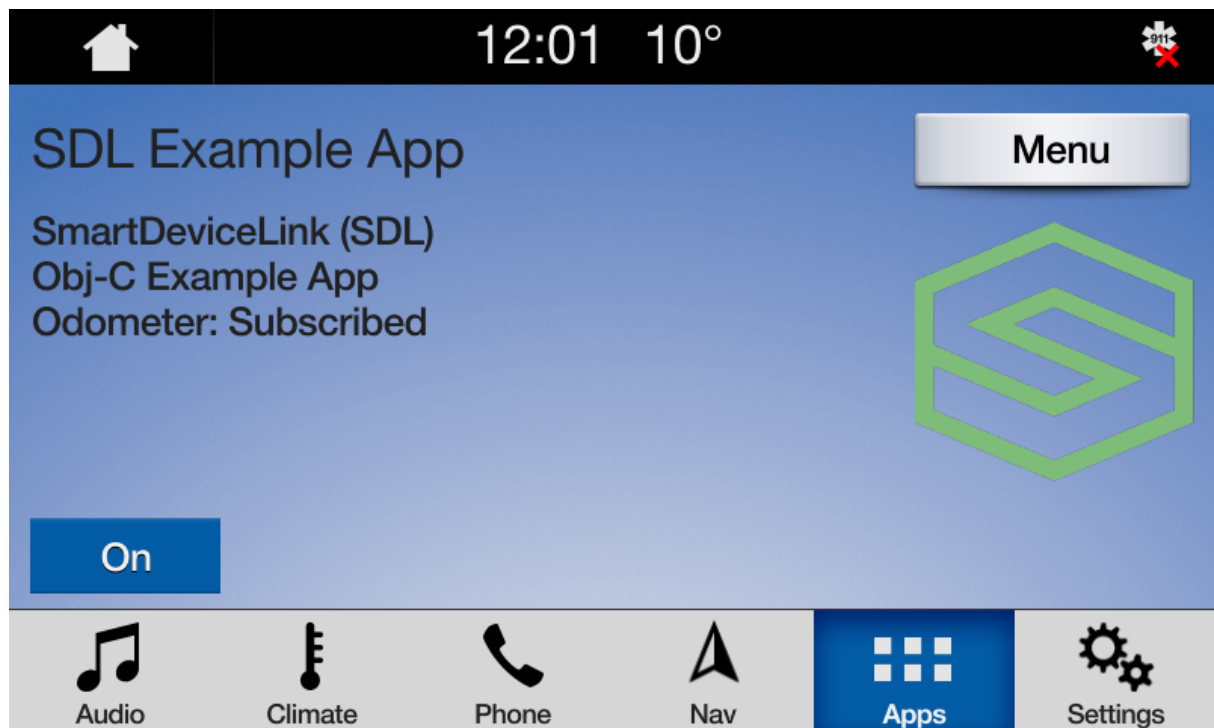 12:01 10°
911
SDL Example App
Menu
SmartDeviceLink (SDL)
Obj-C Example App
Odometer: Subscribed
On
Audio Climate Phone Nav Apps Settings